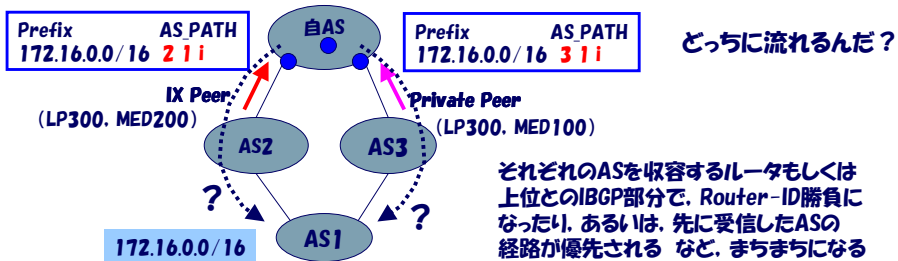 Prefix AS_PATH
172.16.0.0/16 2 1 i
自AS
Prefix AS_PATH
172.16.0.0/16 3 1 i
どっちに流れるんだ？
IX Peer
(LP300, MED200)
Private Peer
(LP300, MED100)
AS2
AS3
それぞれのASを収容するルータもしくは
上位とのIBGP部分で, Router-ID勝負に
なったり, あるいは, 先に受信したASの
経路が優先される など, まちまちになる
?
?
AS1
172.16.0.0/16